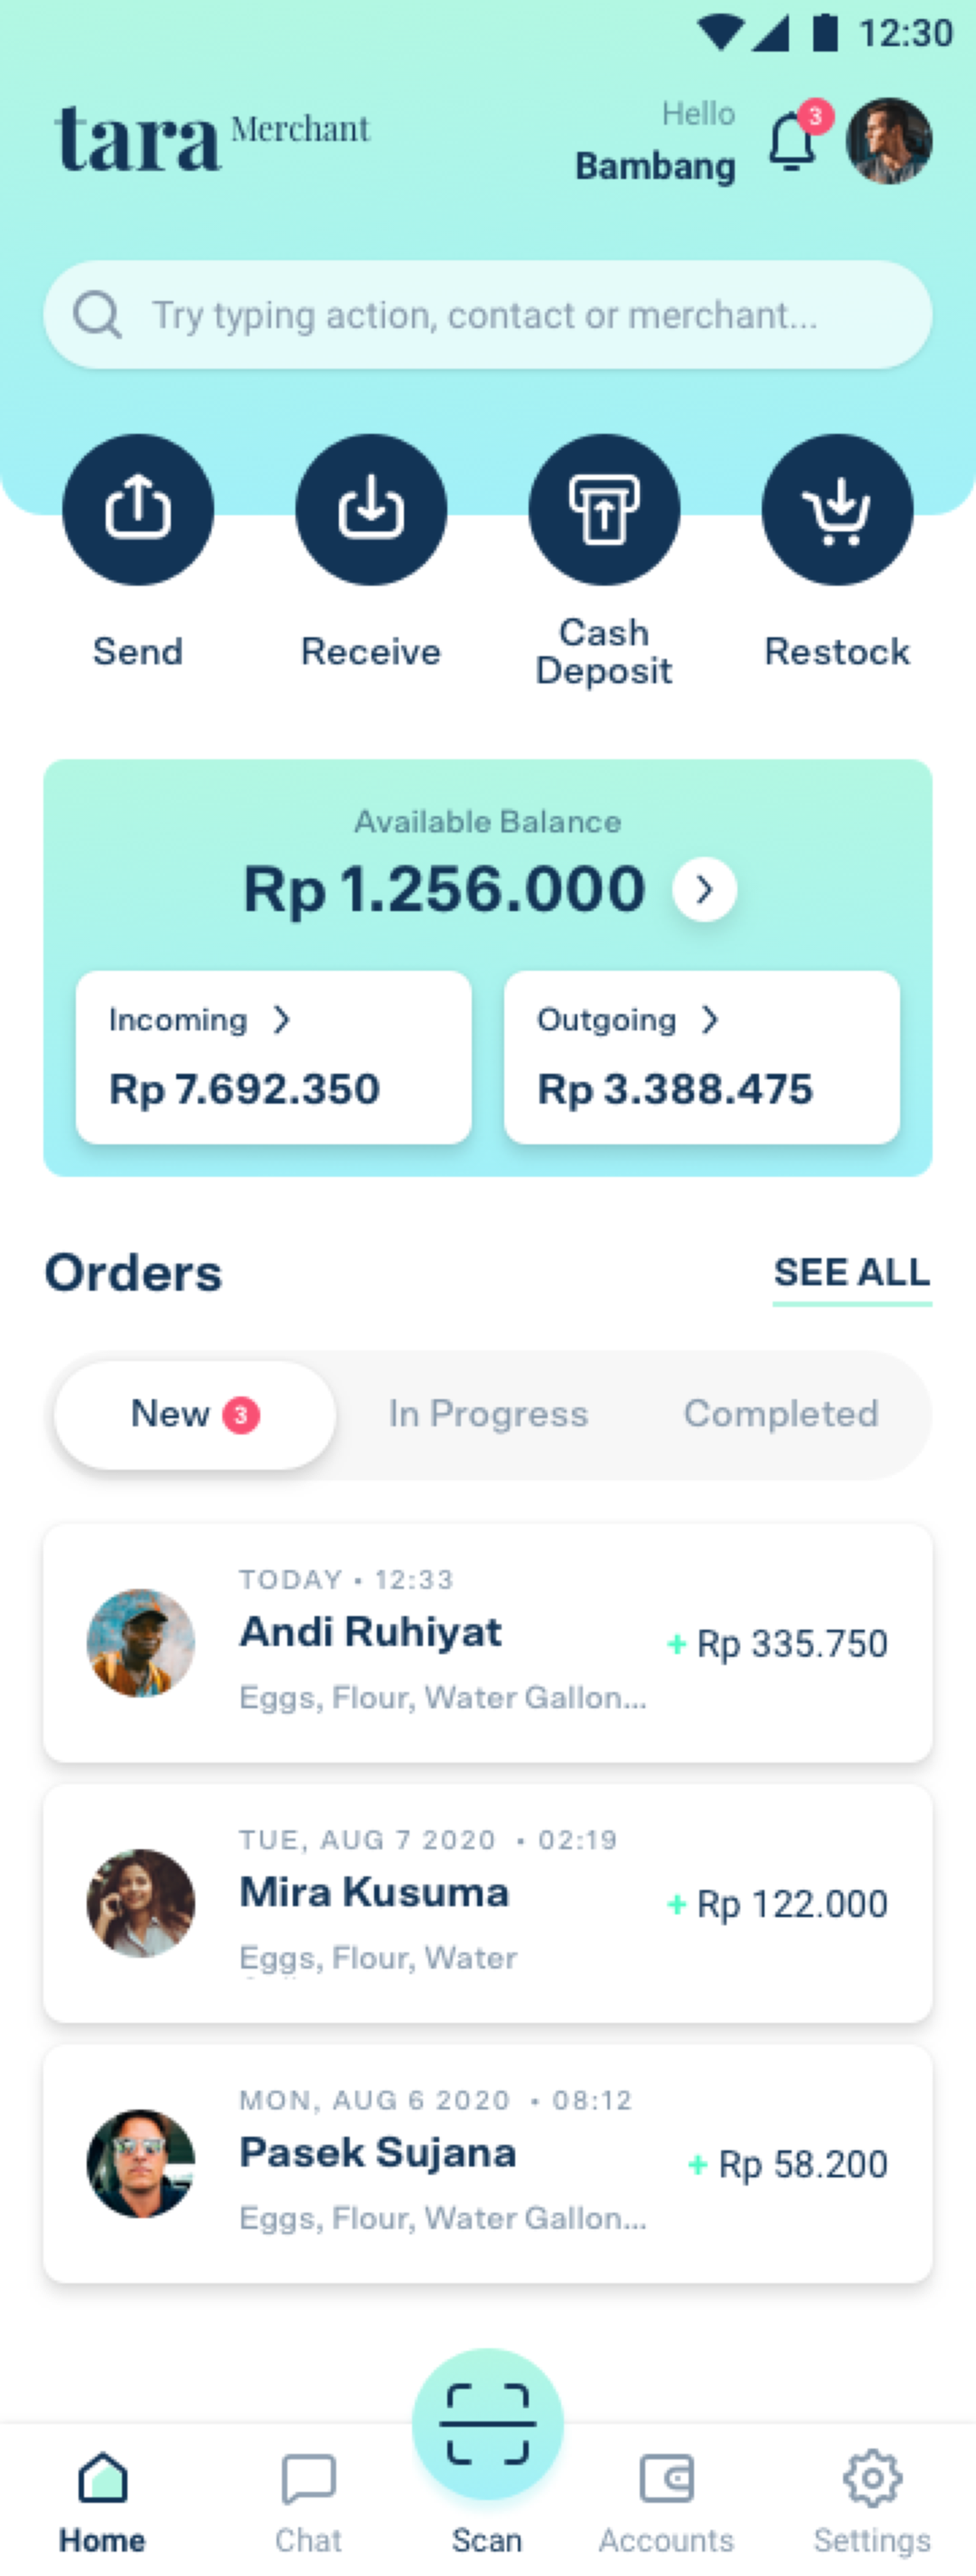 12:30
tara Merchant
Hello
Bambang
3
Try typing action, contact or merchant...
Send
Receive
Cash
Deposit
Restock
Available Balance
Rp 1.256.000
Incoming
Outgoing
Rp 7.692.350
Rp 3.388.475
Orders
SEE ALL
New 3
In Progress
Completed
TODAY • 12:33
Andi Ruhiyat
+ Rp 335.750
Eggs, Flour, Water Gallon...
TUE, AUG 7 2020 • 02:19
Mira Kusuma
+ Rp 122.000
Eggs, Flour, Water
MON, AUG 6 2020 • 08:12
Pasek Sujana
+ Rp 58.200
Eggs, Flour, Water Gallon...
Home
Chat
Scan
Accounts
Settings